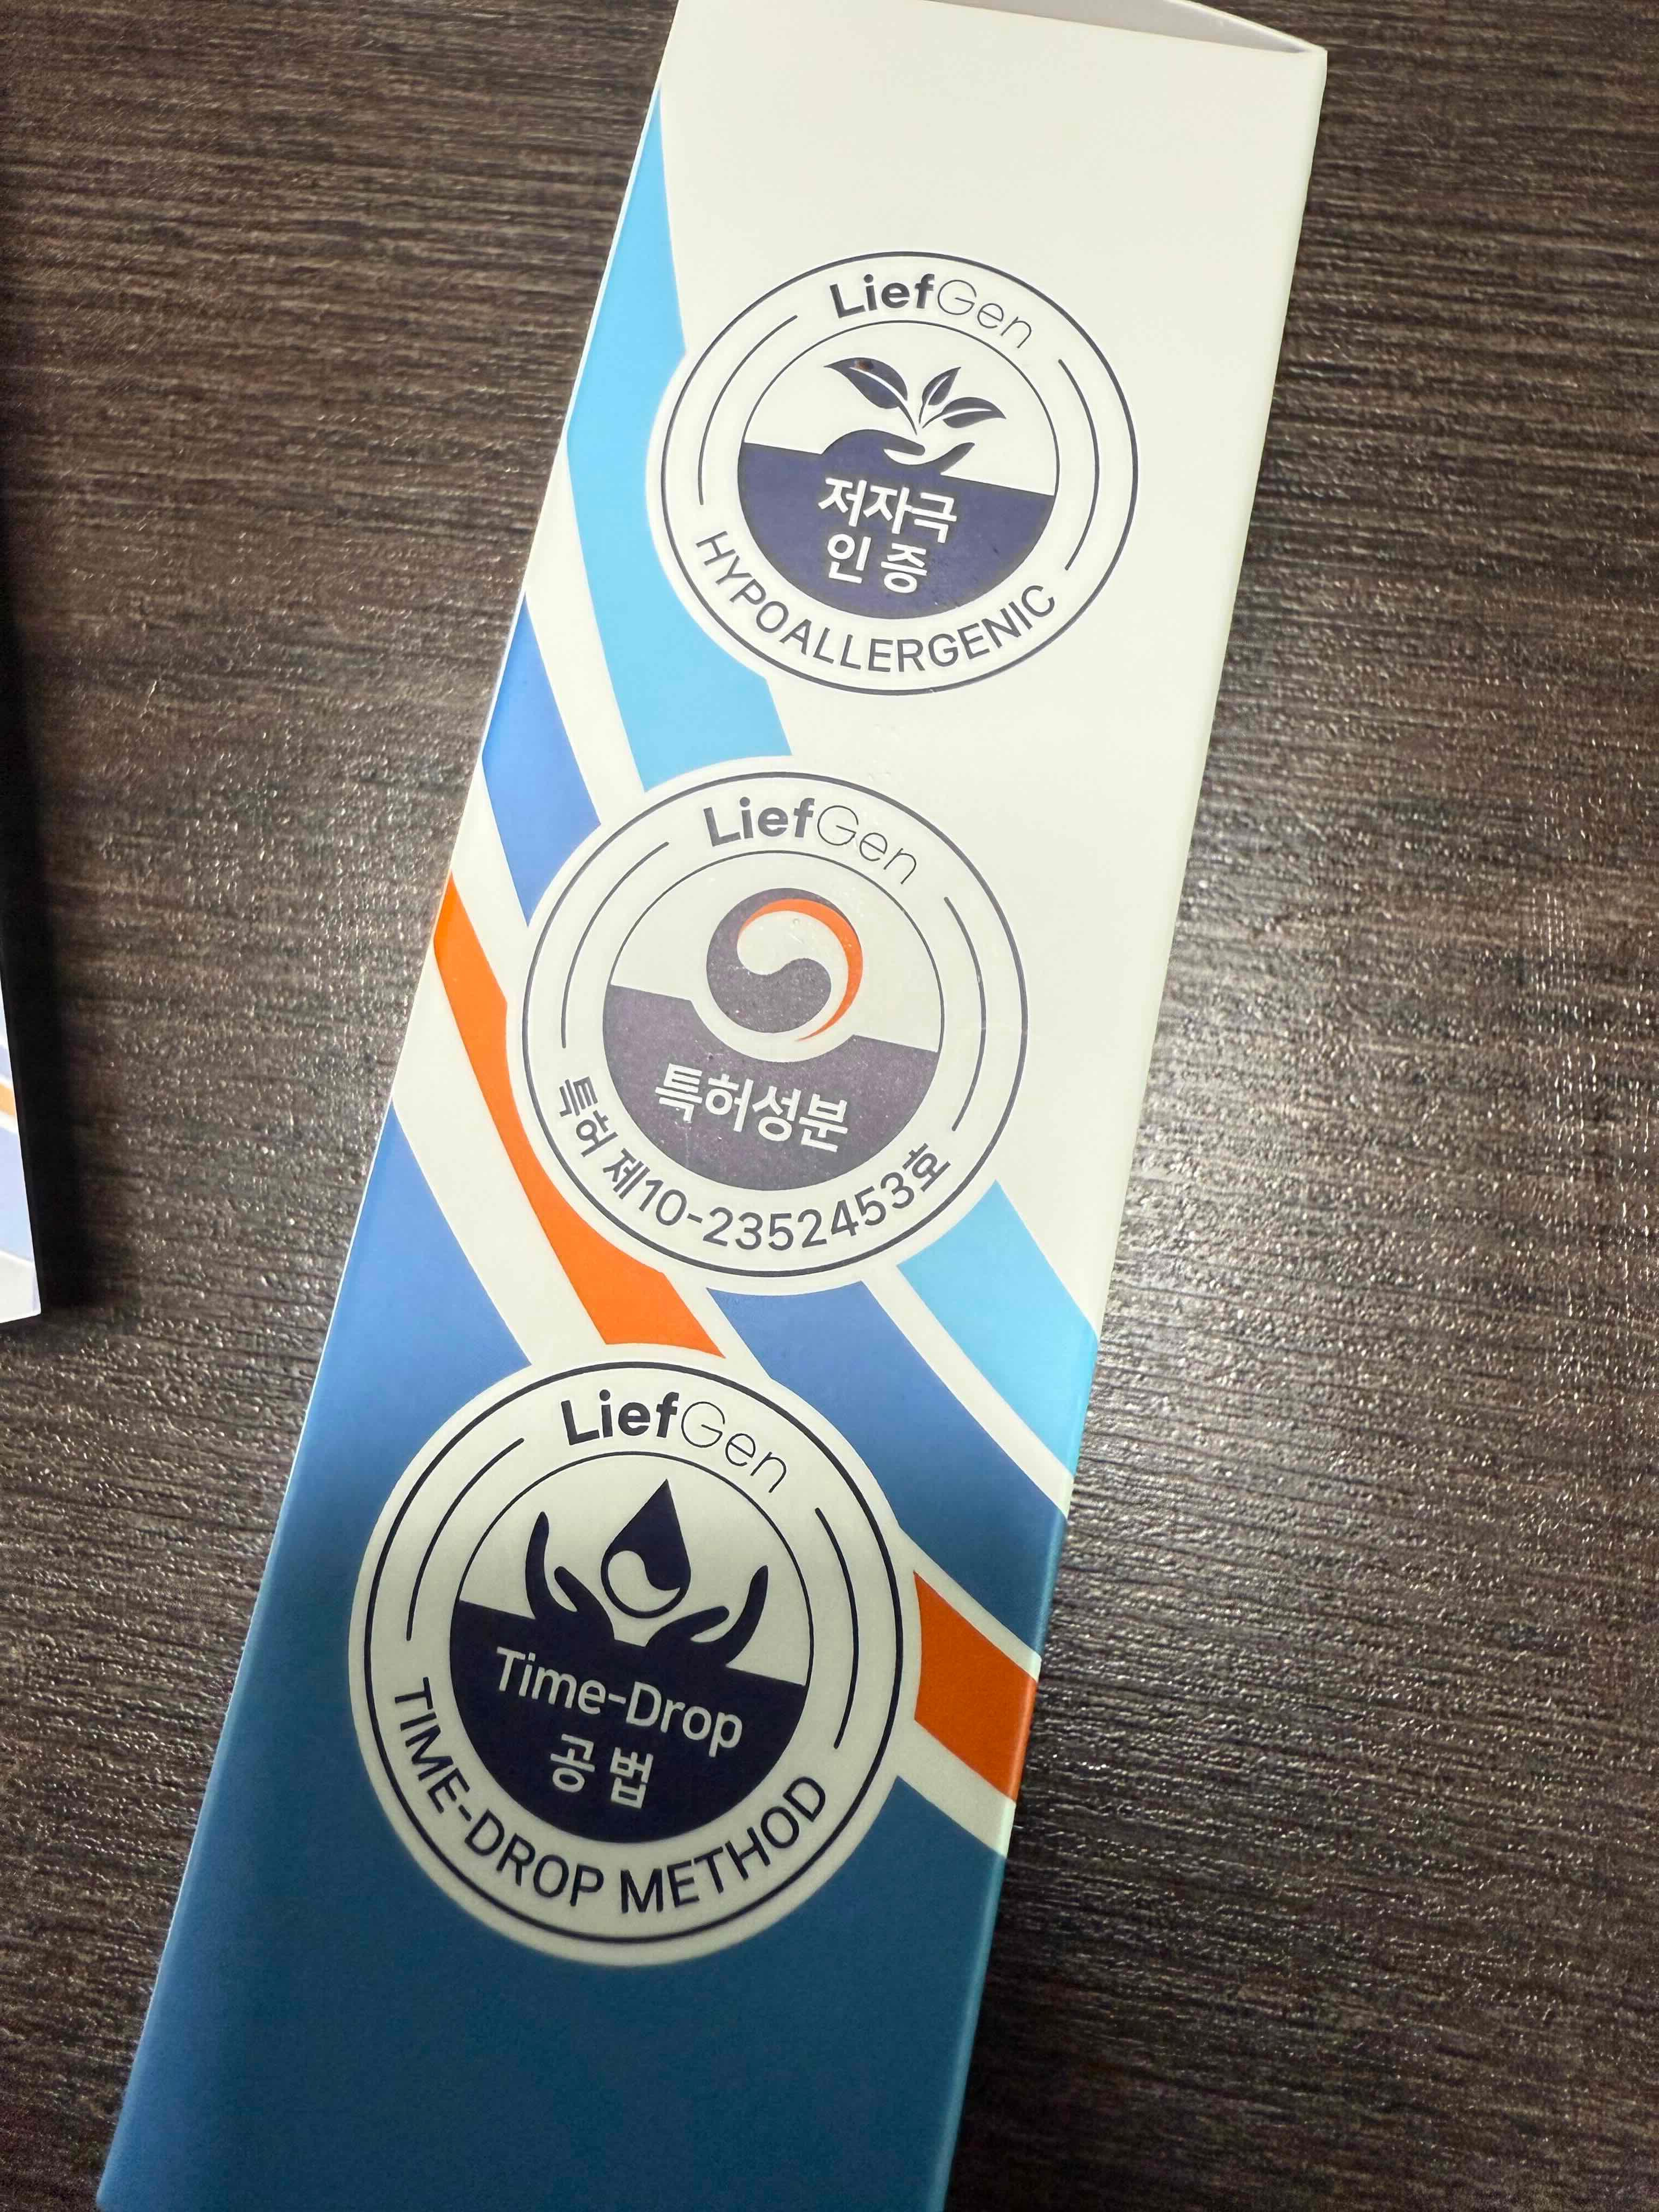 LiefGen
저자극
인증
HYPOALLERGENIC
LiefGen
특허성분
특허 제10-2352453호
LiefGen
Time-Drop
공법
TIME-DROP METHOD